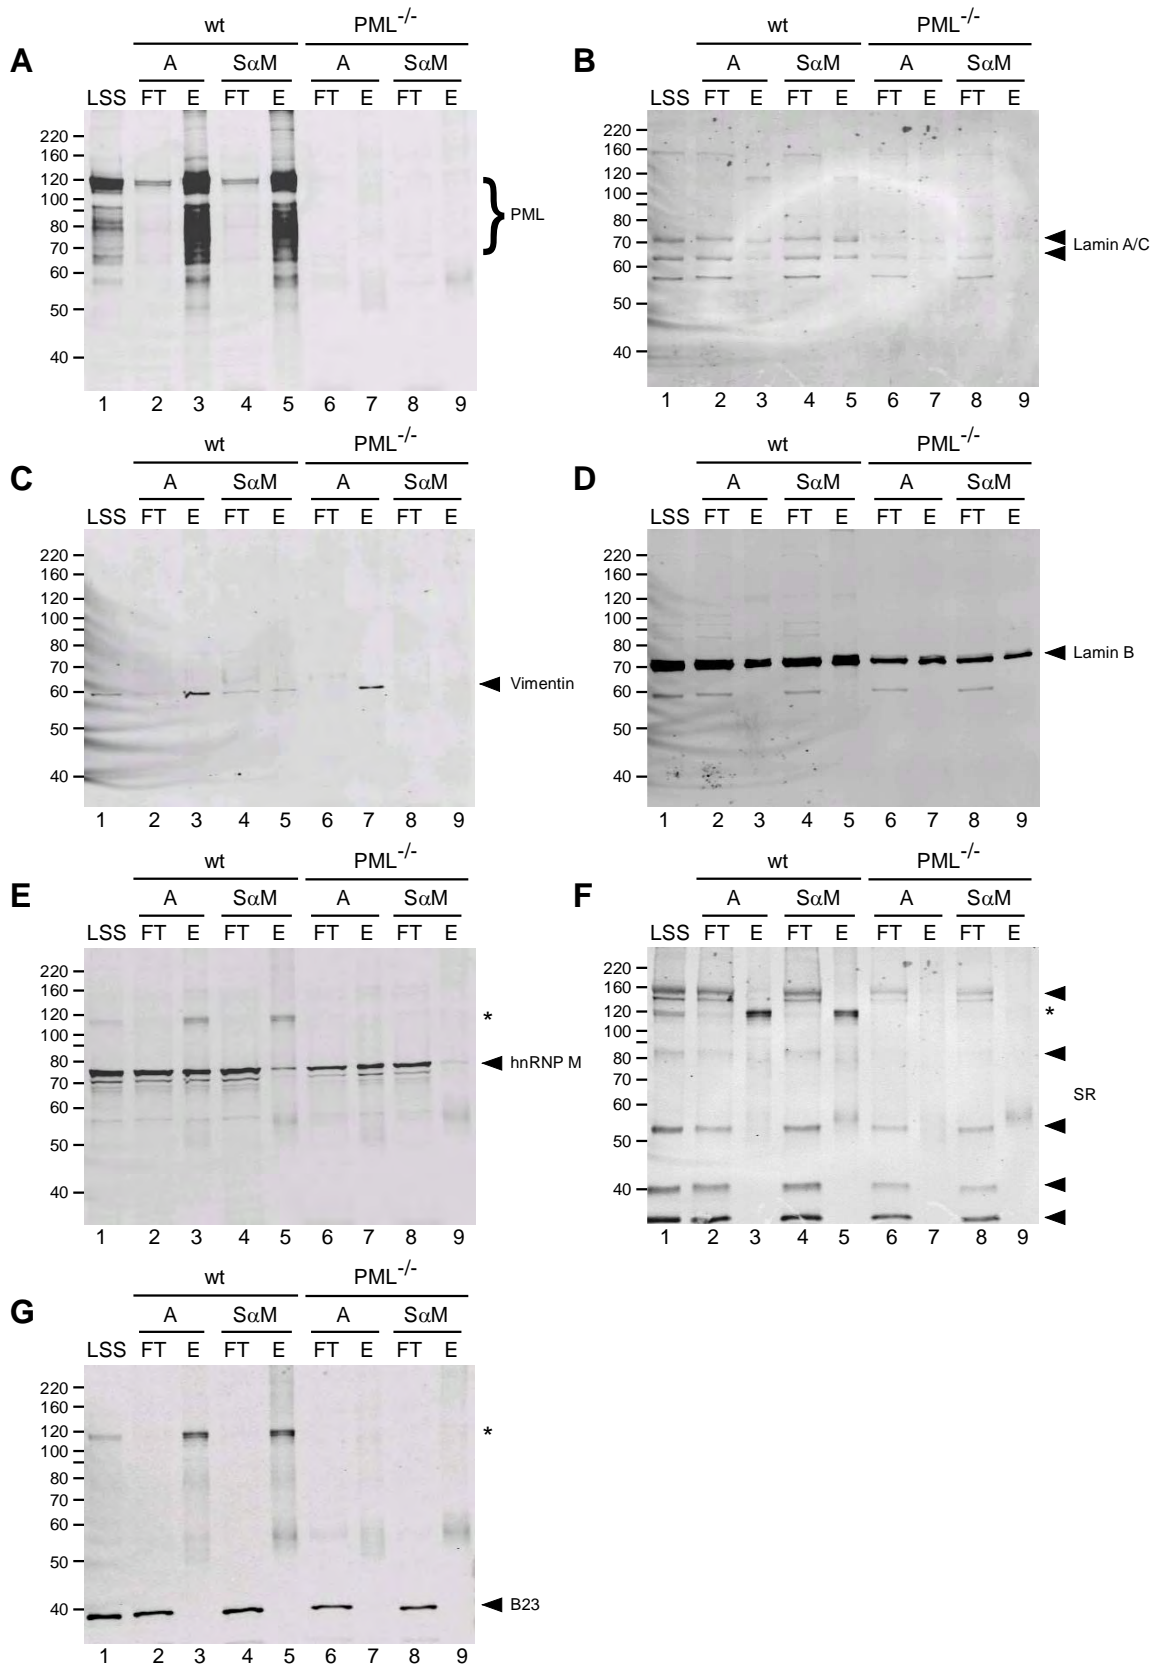 wt PML-/-
A
A SαM A SαM
LSS FT E FT E FT E FT E
220
160
120
100
80
70
60
50
40
PML
1 2 3 4 5 6 7 8 9
wt PML-/-
B
A SαM A SαM
LSS FT E FT E FT E FT E
220
160
120
100
80
70
60
50
40
Lamin A/C
1 2 3 4 5 6 7 8 9
wt PML-/-
C
A SαM A SαM
LSS FT E FT E FT E FT E
220
160
120
100
80
70
60
50
40
Vimentin
1 2 3 4 5 6 7 8 9
wt PML-/-
D
A SαM A SαM
LSS FT E FT E FT E FT E
220
160
120
100
80
70
60
50
40
Lamin B
1 2 3 4 5 6 7 8 9
wt PML-/-
E
A SαM A SαM
LSS FT E FT E FT E FT E
220
160
120
100
80
70
60
50
40
*
hnRNP M
1 2 3 4 5 6 7 8 9
wt PML-/-
F
A SαM A SαM
LSS FT E FT E FT E FT E
220
160
120
100
80
70
60
50
40
*
SR
1 2 3 4 5 6 7 8 9
wt PML-/-
G
A SαM A SαM
LSS FT E FT E FT E FT E
220
160
120
100
80
70
60
50
40
*
B23
1 2 3 4 5 6 7 8 9